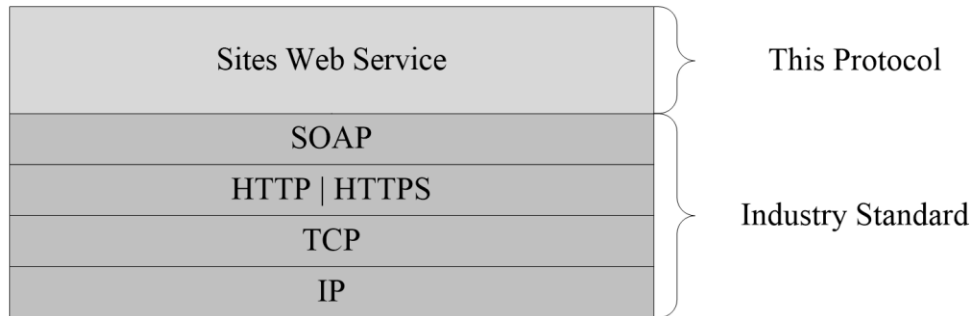 Sites Web Service
This Protocol
SOAP
HTTP | HTTPS
TCP
IP
Industry Standard